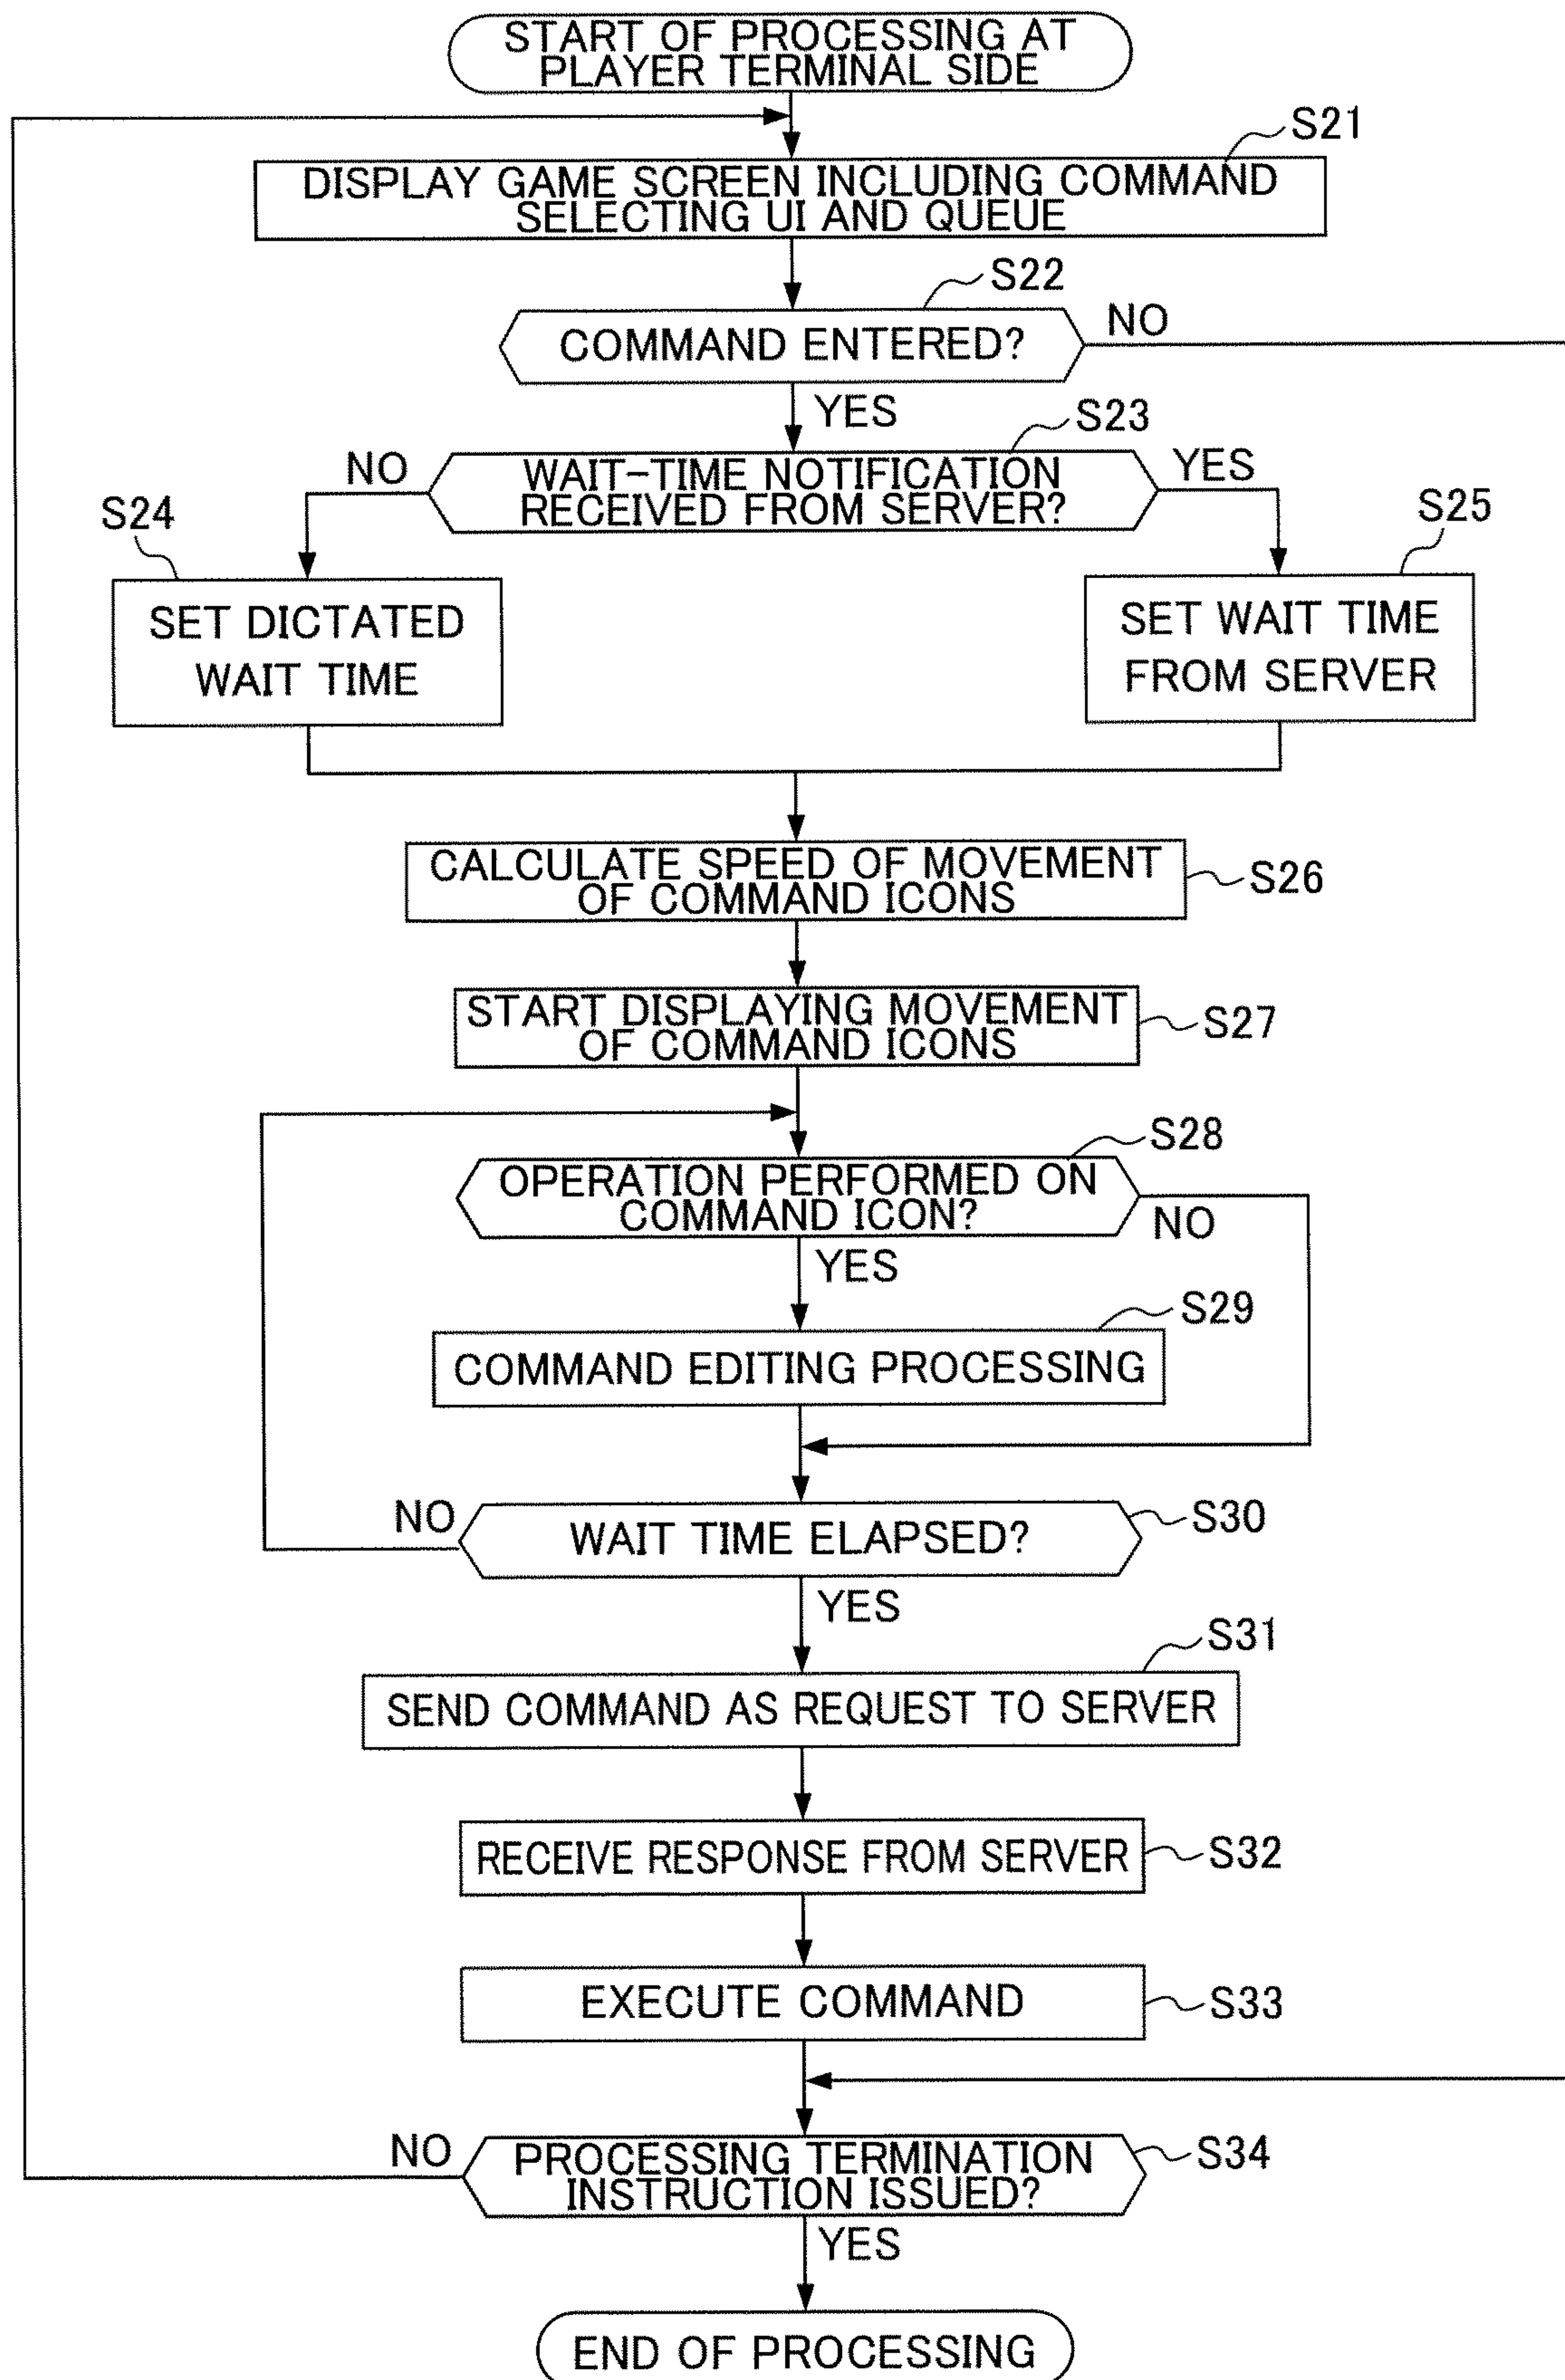 START OF PROCESSING AT
PLAYER TERMINAL SIDE
S21
DISPLAY GAME SCREEN INCLUDING COMMAND
SELECTING UI AND QUEUE
S22
COMMAND ENTERED?
NO
YES
S23
WAIT-TIME NOTIFICATION
RECEIVED FROM SERVER?
NO
YES
S24
S25
SET DICTATED
WAIT TIME
SET WAIT TIME
FROM SERVER
CALCULATE SPEED OF MOVEMENT
OF COMMAND ICONS
S26
START DISPLAYING MOVEMENT
OF COMMAND ICONS
S27
S28
OPERATION PERFORMED ON
COMMAND ICON?
NO
YES
S29
COMMAND EDITING PROCESSING
NO
WAIT TIME ELAPSED?
S30
YES
S31
SEND COMMAND AS REQUEST TO SERVER
RECEIVE RESPONSE FROM SERVER
S32
EXECUTE COMMAND
S33
NO
PROCESSING TERMINATION
INSTRUCTION ISSUED?
S34
YES
END OF PROCESSING